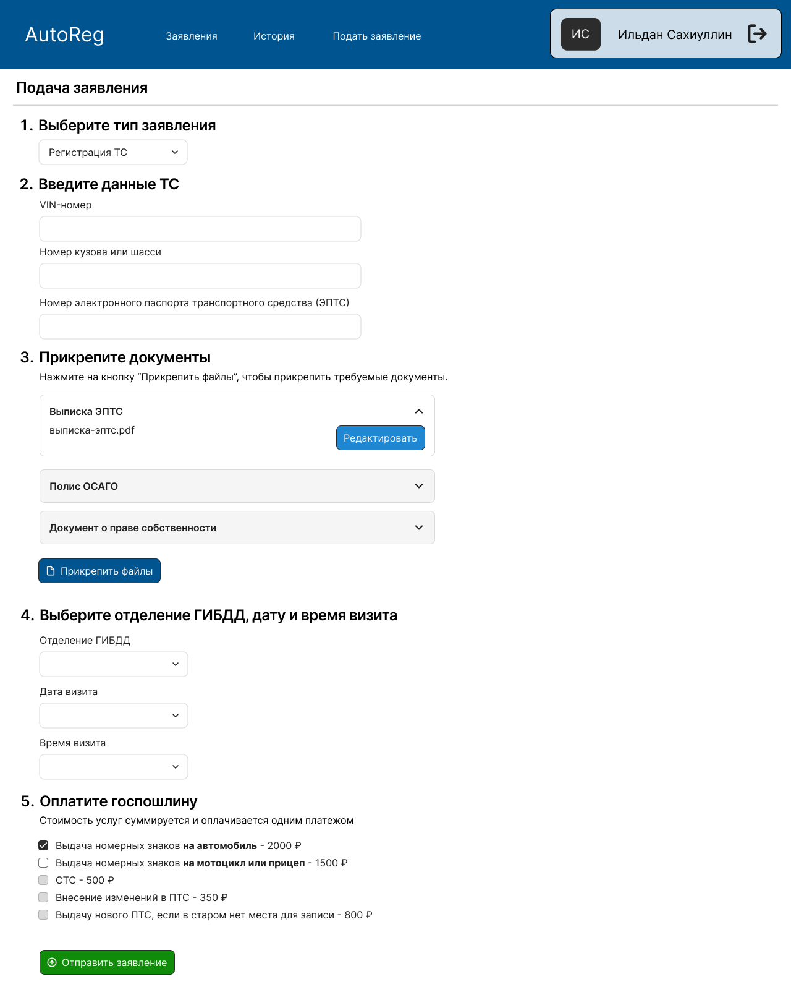 AutoReg
Заявления
История
Подать заявление
ИС
Ильдан Сахиуллин
Подача заявления
1. Выберите тип заявления
Регистрация ТС
2. Введите данные ТС
VIN-номер
Номер кузова или шасси
Номер электронного паспорта транспортного средства (ЭПТС)
3. Прикрепите документы
Нажмите на кнопку “Прикрепить файлы”, чтобы прикрепить требуемые документы.
Выписка ЭПТС
выписка-эптс.pdf
Редактировать
Полис ОСАГО
Документ о праве собственности
Прикрепить файлы
4. Выберите отделение ГИБДД, дату и время визита
Отделение ГИБДД
Дата визита
Время визита
5. Оплатите госпошлину
Стоимость услуг суммируется и оплачивается одним платежом
Выдача номерных знаков на автомобиль - 2000 ₽
Выдача номерных знаков на мотоцикл или прицеп - 1500 ₽
СТС - 500 ₽
Внесение изменений в ПТС - 350 ₽
Выдачу нового ПТС, если в старом нет места для записи - 800 ₽
Отправить заявление